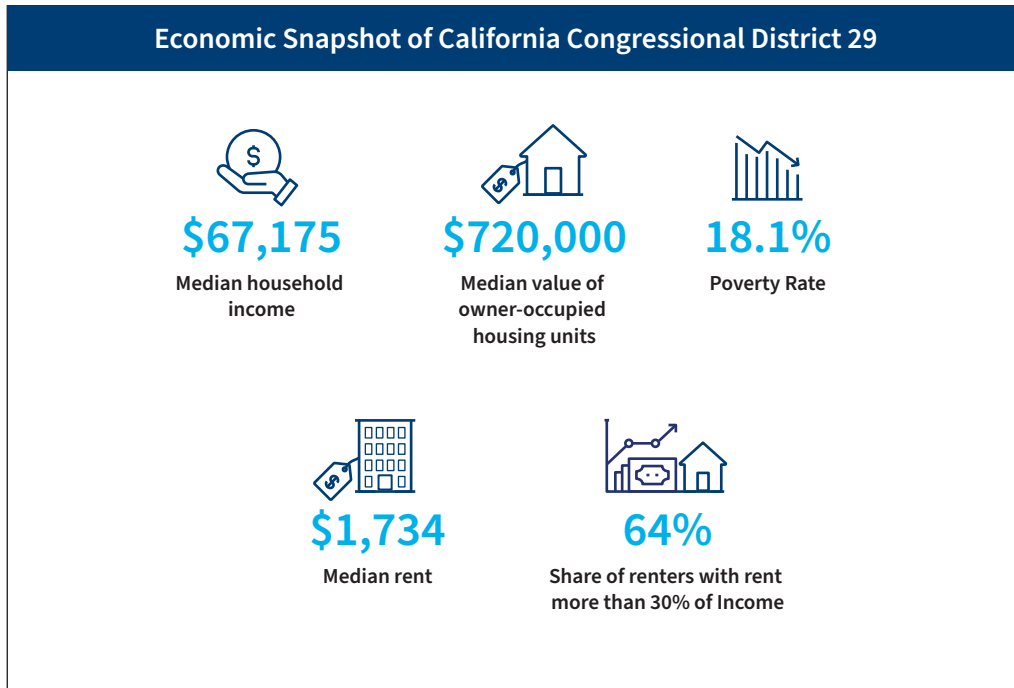 Economic Snapshot of California Congressional District 29
$
$
$67,175
Median household
income
$720,000
Median value of
owner-occupied
housing units
18.1%
Poverty Rate
$
$1,734
Median rent
64%
Share of renters with rent
more than 30% of Income